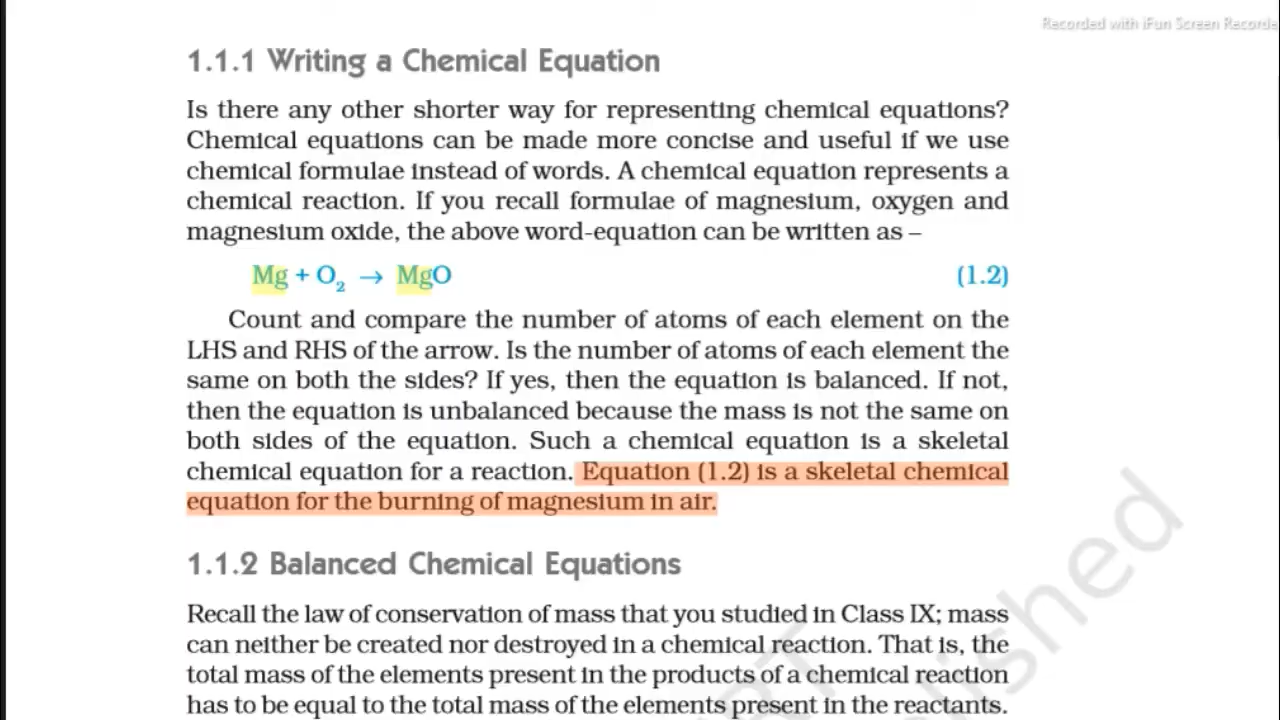 Recorded with iFun Screen Recorde
1.1.1 Writing a Chemical Equation
Is there any other shorter way for representing chemical equations?
Chemical equations can be made more concise and useful if we use
chemical formulae instead of words. A chemical equation represents a
chemical reaction. If you recall formulae of magnesium, oxygen and
magnesium oxide, the above word-equation can be written as –
Mg + O₂ → MgO (1.2)
Count and compare the number of atoms of each element on the
LHS and RHS of the arrow. Is the number of atoms of each element the
same on both the sides? If yes, then the equation is balanced. If not,
then the equation is unbalanced because the mass is not the same on
both sides of the equation. Such a chemical equation is a skeletal
chemical equation for a reaction. Equation (1.2) is a skeletal chemical
equation for the burning of magnesium in air.
1.1.2 Balanced Chemical Equations
Recall the law of conservation of mass that you studied in Class IX; mass
can neither be created nor destroyed in a chemical reaction. That is, the
total mass of the elements present in the products of a chemical reaction
has to be equal to the total mass of the elements present in the reactants.